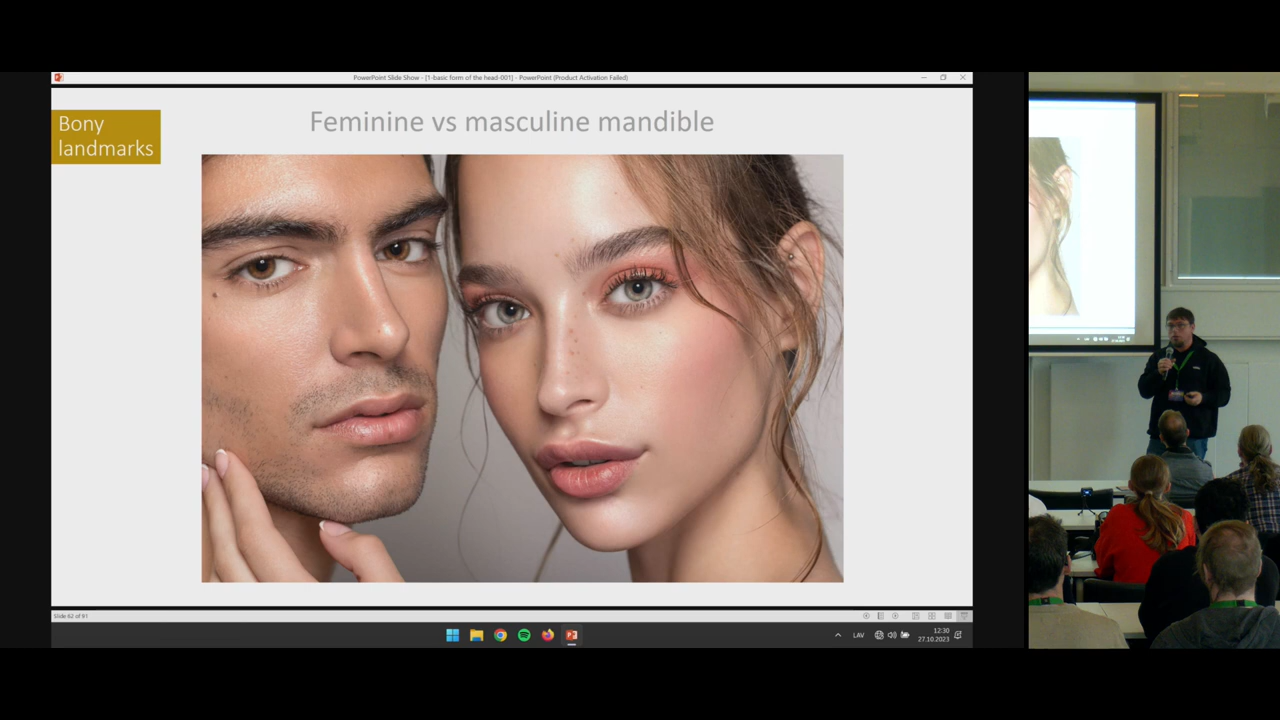 PowerPoint Slide Show - [1-basic form of the head-001] - PowerPoint (Product Activation Failed)
Bony
landmarks
Feminine vs masculine mandible
Slide 62 of 91
LAV
12:30
27.10.2023